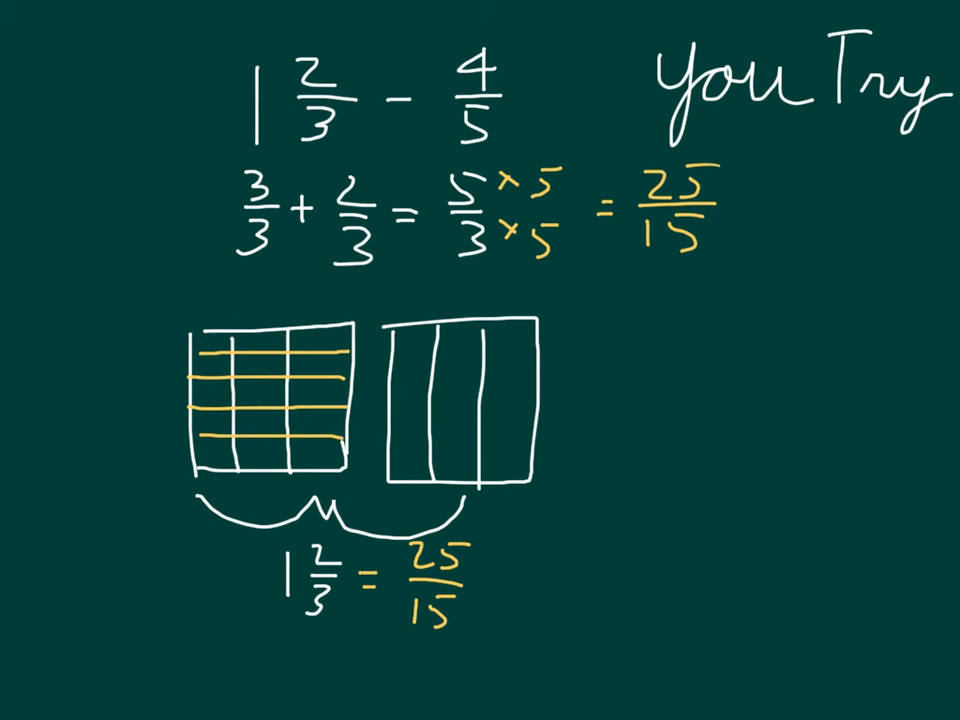 1 2/3 - 4/5
you Try
3/3 + 2/3 = 5/3 × 5 × 5 = 25/15
1 2/3 = 25/15